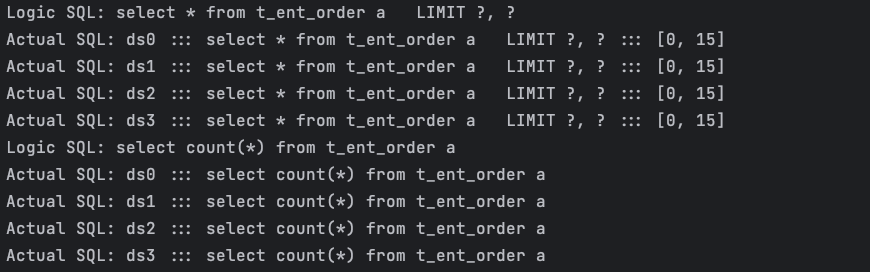 Logic SQL: select * from t_ent_order a   LIMIT ?, ?
Actual SQL: ds0 ::: select * from t_ent_order a   LIMIT ?, ? ::: [0, 15]
Actual SQL: ds1 ::: select * from t_ent_order a   LIMIT ?, ? ::: [0, 15]
Actual SQL: ds2 ::: select * from t_ent_order a   LIMIT ?, ? ::: [0, 15]
Actual SQL: ds3 ::: select * from t_ent_order a   LIMIT ?, ? ::: [0, 15]
Logic SQL: select count(*) from t_ent_order a
Actual SQL: ds0 ::: select count(*) from t_ent_order a
Actual SQL: ds1 ::: select count(*) from t_ent_order a
Actual SQL: ds2 ::: select count(*) from t_ent_order a
Actual SQL: ds3 ::: select count(*) from t_ent_order a